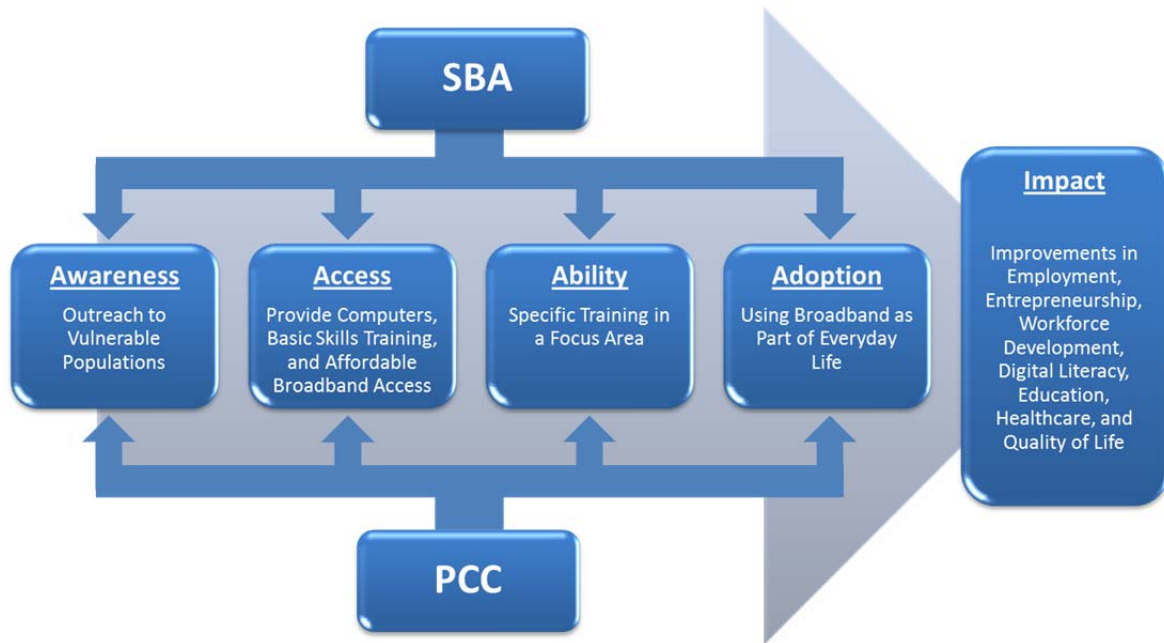 SBA
Awareness
Outreach to
Vulnerable
Populations
Access
Provide Computers,
Basic Skills Training,
and Affordable
Broadband Access
Ability
Specific Training in
a Focus Area
Adoption
Using Broadband as
Part of Everyday
Life
Impact
Improvements in
Employment,
Entrepreneurship,
Workforce
Development,
Digital Literacy,
Education,
Healthcare, and
Quality of Life
PCC